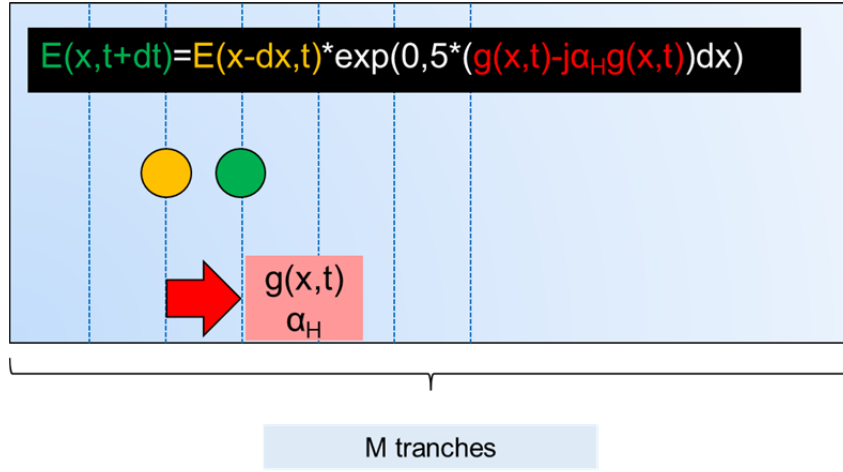 E(x,t+dt)=E(x-dx,t)*exp(0,5*(g(x,t)-jαHg(x,t))dx)
g(x,t)
αH
M tranches